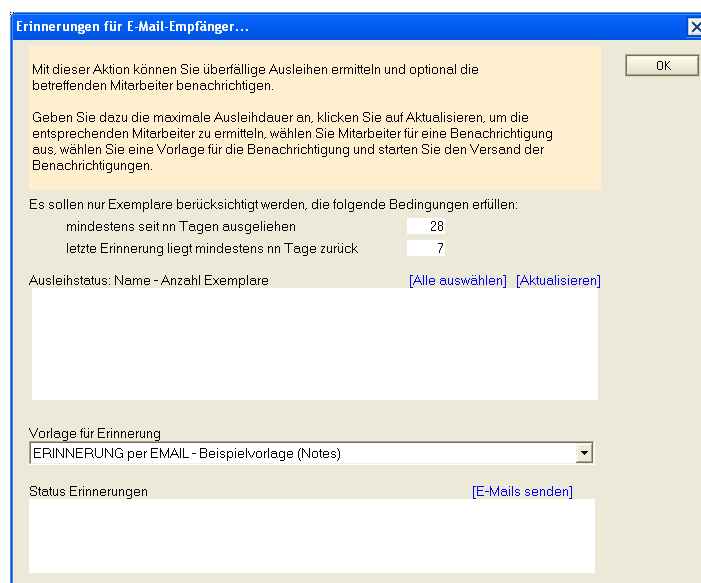 Erinnerungen für E-Mail-Empfänger...
OK
Mit dieser Aktion können Sie überfällige Ausleihen ermitteln und optional die
betreffenden Mitarbeiter benachrichtigen.
Geben Sie dazu die maximale Ausleihdauer an, klicken Sie auf Aktualisieren, um die
entsprechenden Mitarbeiter zu ermitteln, wählen Sie Mitarbeiter für eine Benachrichtigung
aus, wählen Sie eine Vorlage für die Benachrichtigung und starten Sie den Versand der
Benachrichtigungen.
Es sollen nur Exemplare berücksichtigt werden, die folgende Bedingungen erfüllen:
mindestens seit nn Tagen ausgeliehen 28
letzte Erinnerung liegt mindestens nn Tage zurück 7
Ausleihstatus: Name - Anzahl Exemplare [Alle auswählen] [Aktualisieren]
Vorlage für Erinnerung
ERINNERUNG per EMAIL - Beispielvorlage (Notes)
Status Erinnerungen [E-Mails senden]